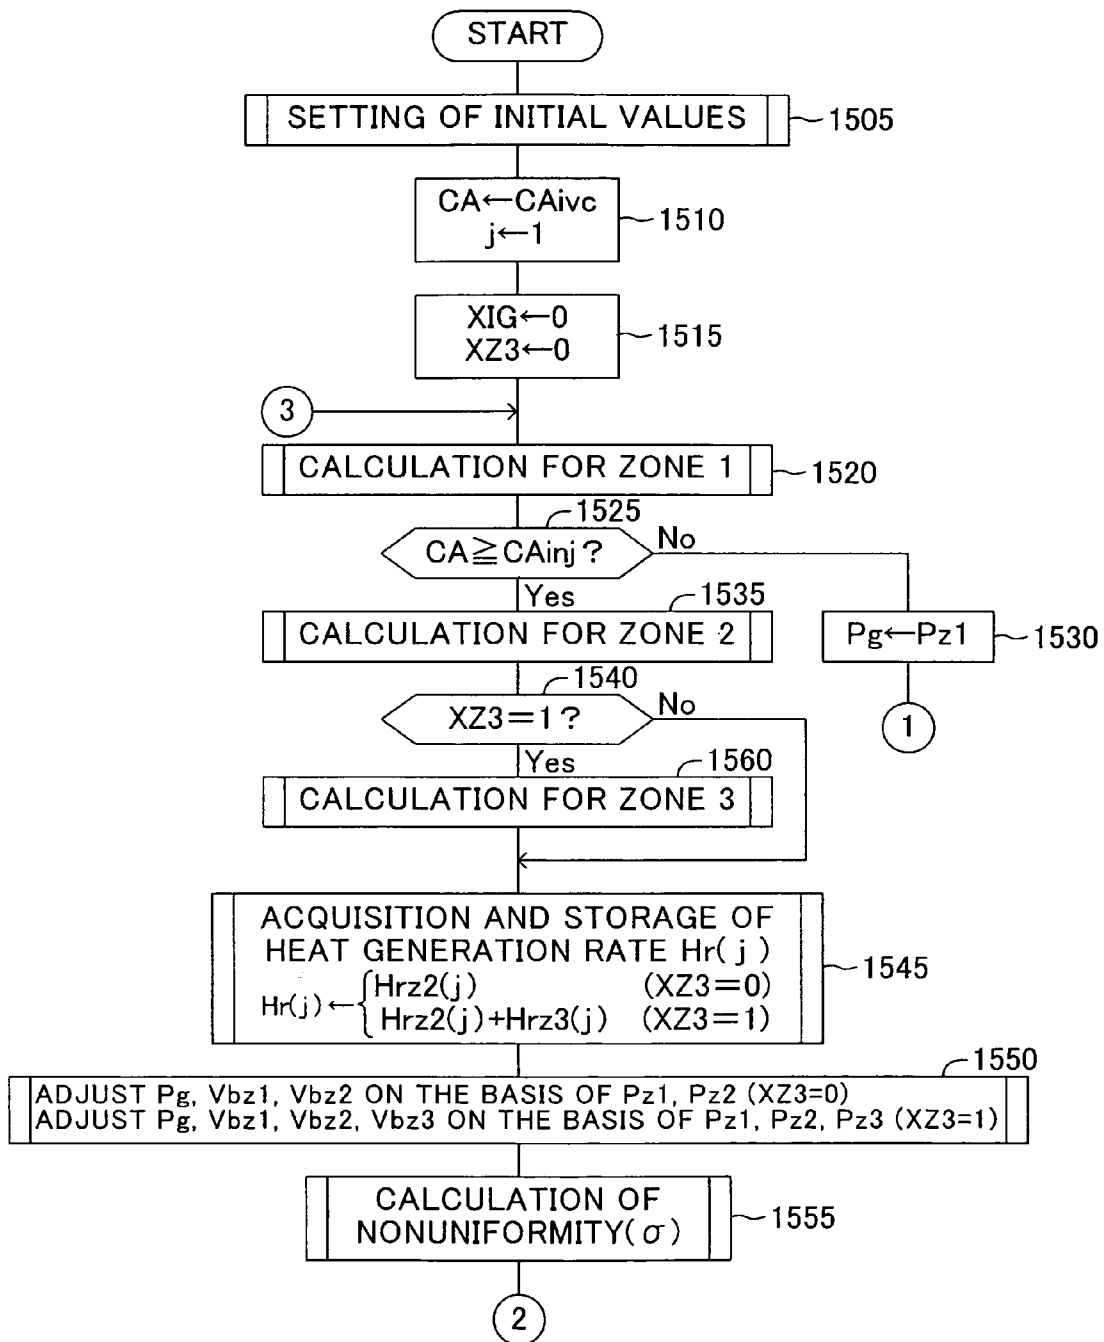 START
SETTING OF INITIAL VALUES
1505
CA←CAivc
j←1
1510
XIG←0
XZ3←0
1515
3
CALCULATION FOR ZONE 1
1520
1525
CA≧CAinj?
No
Yes
1535
CALCULATION FOR ZONE 2
Pg←Pz1
1530
1540
XZ3=1?
No
1
Yes
1560
CALCULATION FOR ZONE 3
ACQUISITION AND STORAGE OF
HEAT GENERATION RATE Hr(j)
Hr(j)←{Hrz2(j) (XZ3=0)
Hrz2(j)+Hrz3(j) (XZ3=1)
1545
1550
ADJUST Pg, Vbz1, Vbz2 ON THE BASIS OF Pz1, Pz2 (XZ3=0)
ADJUST Pg, Vbz1, Vbz2, Vbz3 ON THE BASIS OF Pz1, Pz2, Pz3 (XZ3=1)
CALCULATION OF
NONUNIFORMITY(σ)
1555
2